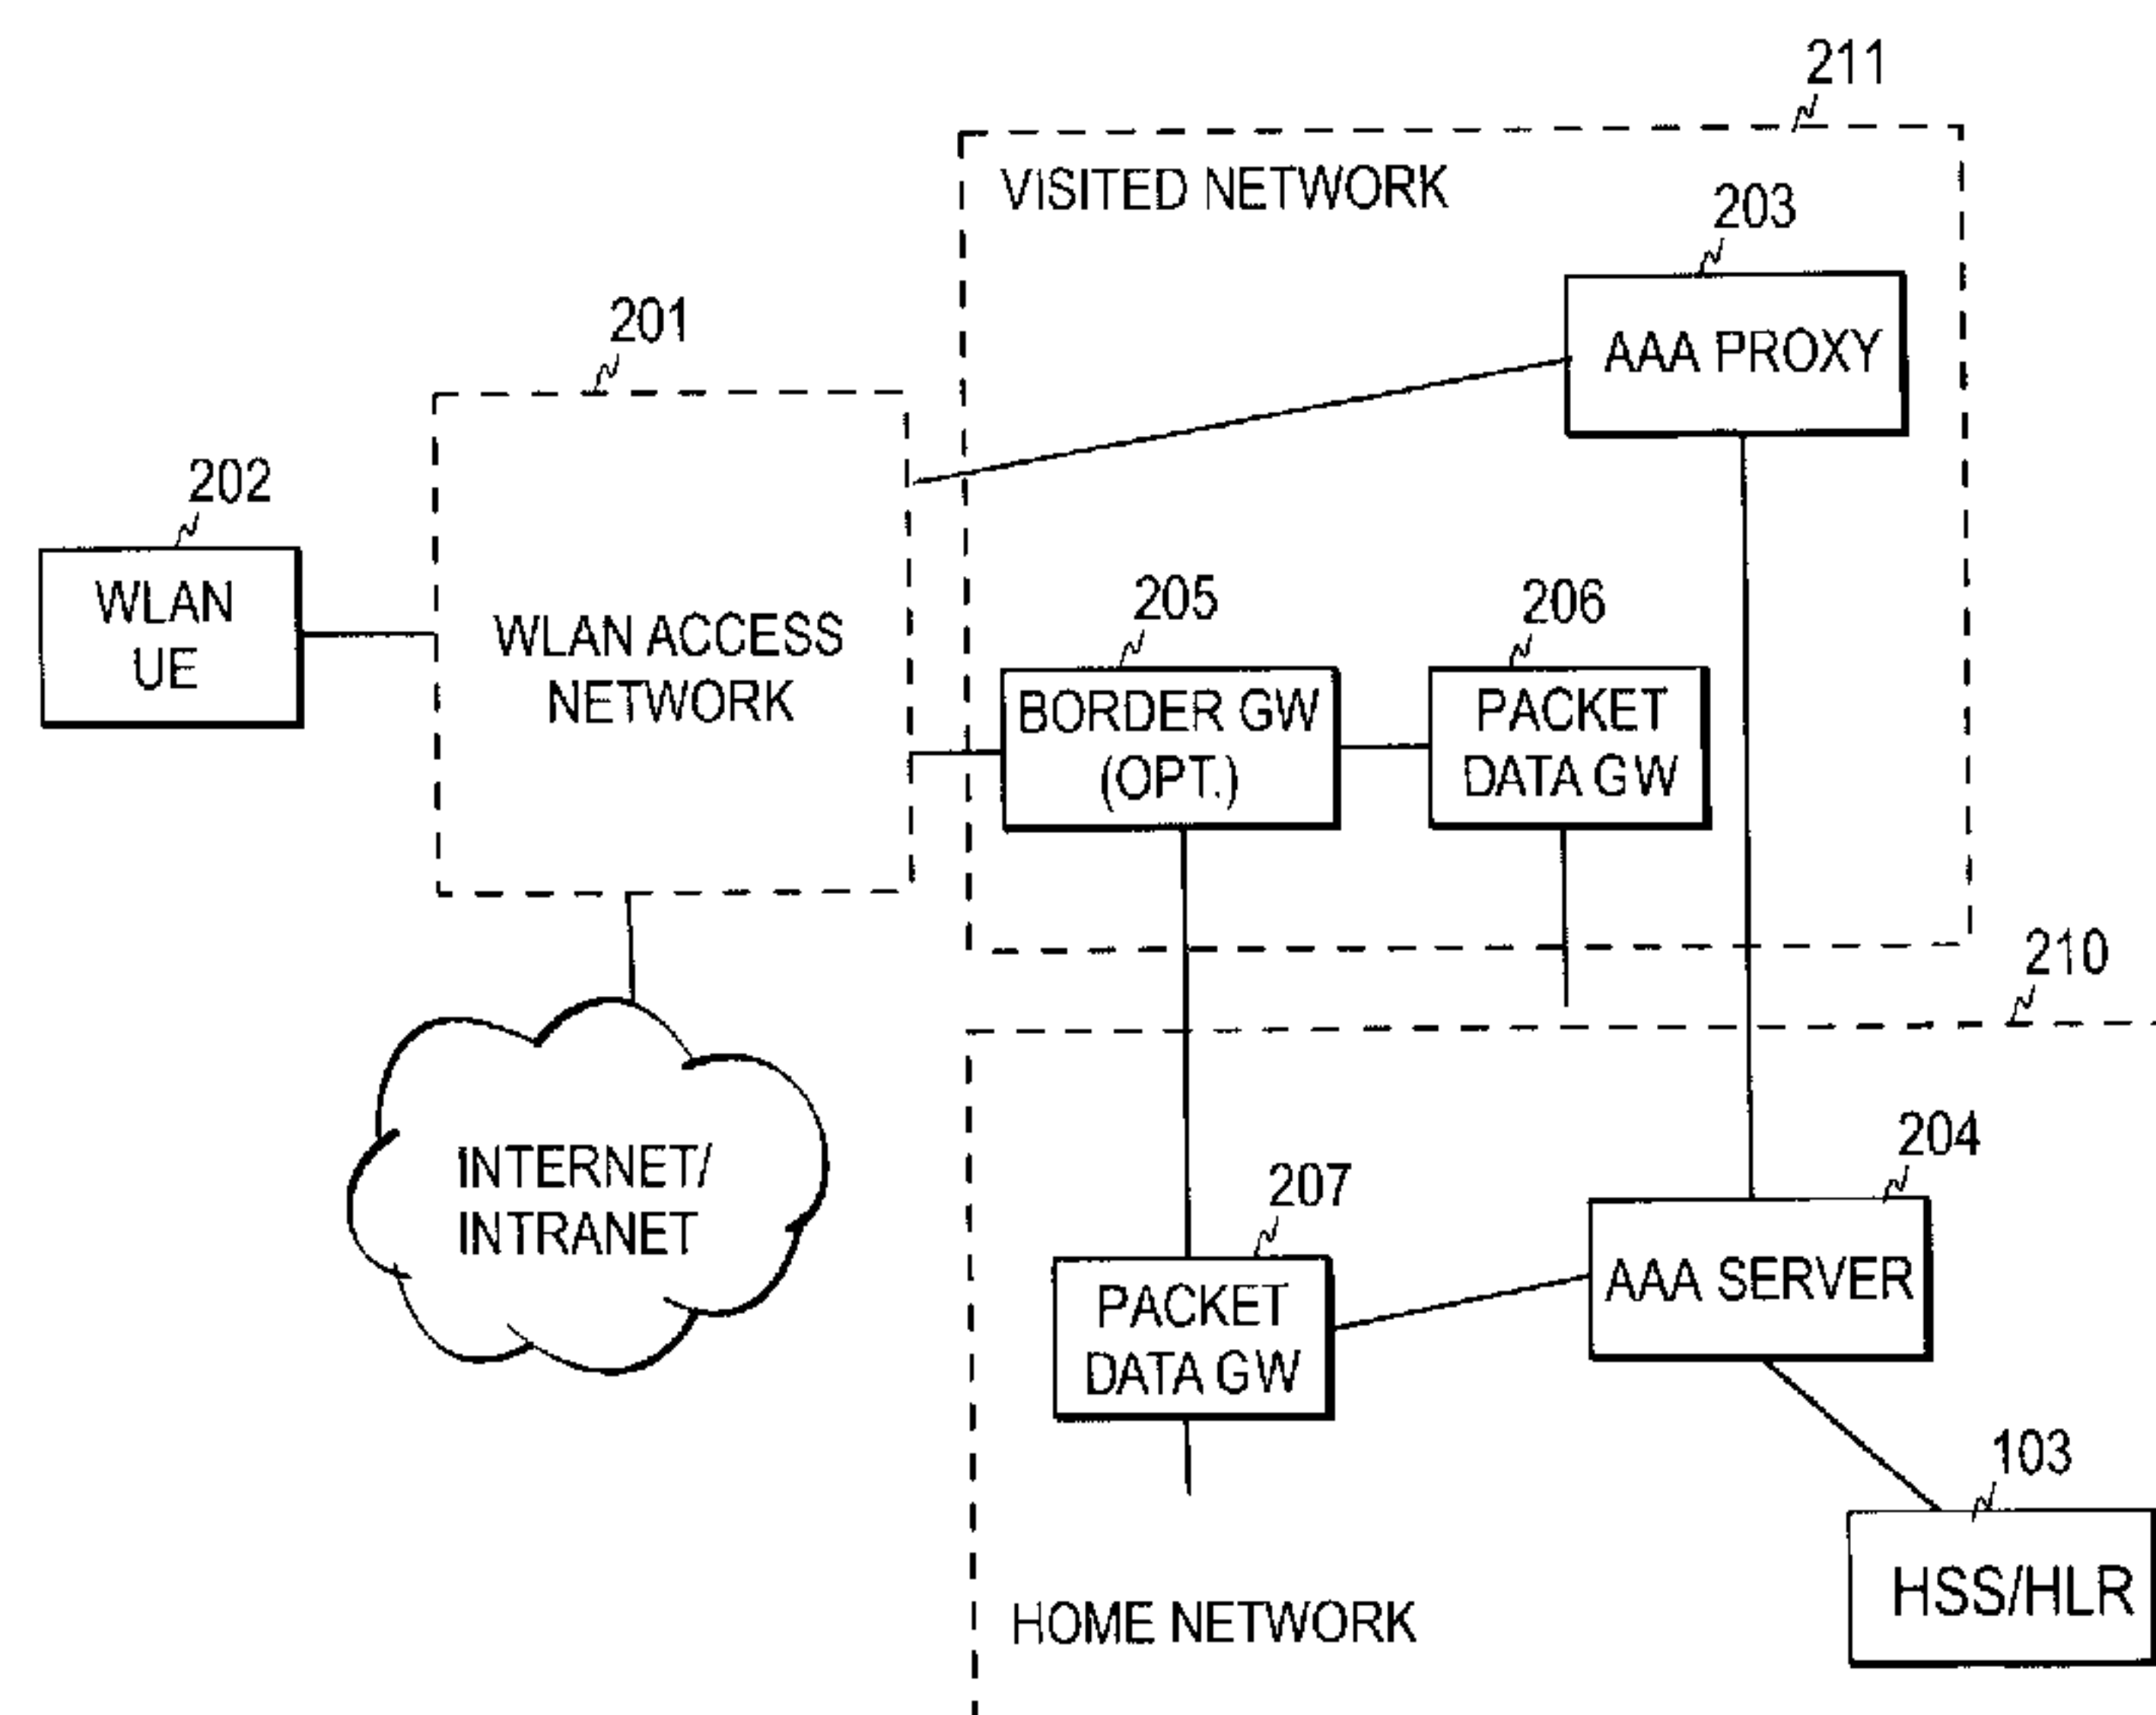 211
VISITED NETWORK
203
AAA PROXY
201
202
WLAN
UE
WLAN ACCESS
NETWORK
205
BORDER GW
(OPT.)
206
PACKET
DATA GW
210
INTERNET/
INTRANET
207
PACKET
DATA GW
204
AAA SERVER
103
HSS/HLR
HOME NETWORK